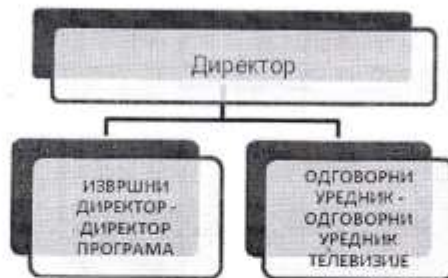 Директор
ИЗВРШНИ
ДИРЕКТОР -
ДИРЕКТОР
ПРОГРАМА
ОДГОВОРНИ
УРЕДНИК -
ОДГОВОРНИ
УРЕДНИК
ТЕЛЕВИЗИЈЕ